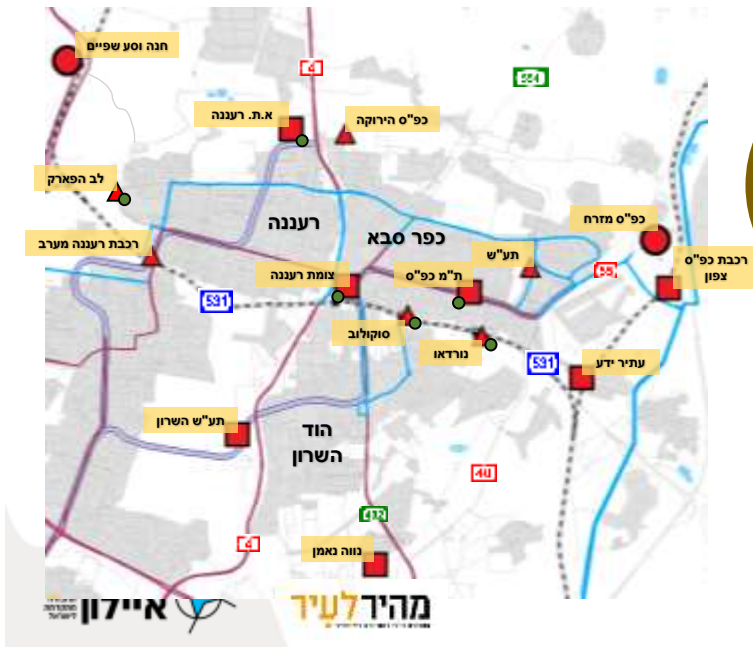 חנה וסע שפיים
4
554
א.ת. רעננה
כפ"ס הירוקה
לב הפארק
רעננה
כפר סבא
כפ"ס מזרח
רכבת רעננה מערב
תע"ש
רכבת כפ"ס
צפון
צומת רעננה
ת"מ כפ"ס
55
531
סוקולוב
נורדאו
531
עתיר ידע
תע"ש השרון
הוד
השרון
40
402
4
נווה נאמן
איילון
מהירלעיר